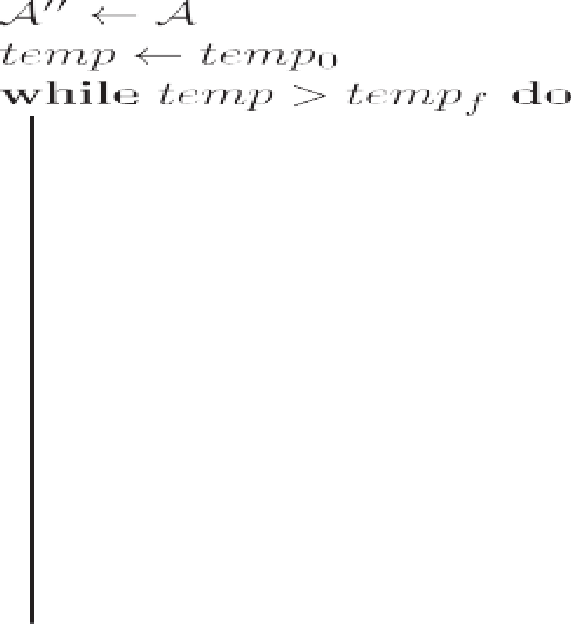 𝒜″ ← 𝒜
temp ← temp₀
while temp > temp_f do